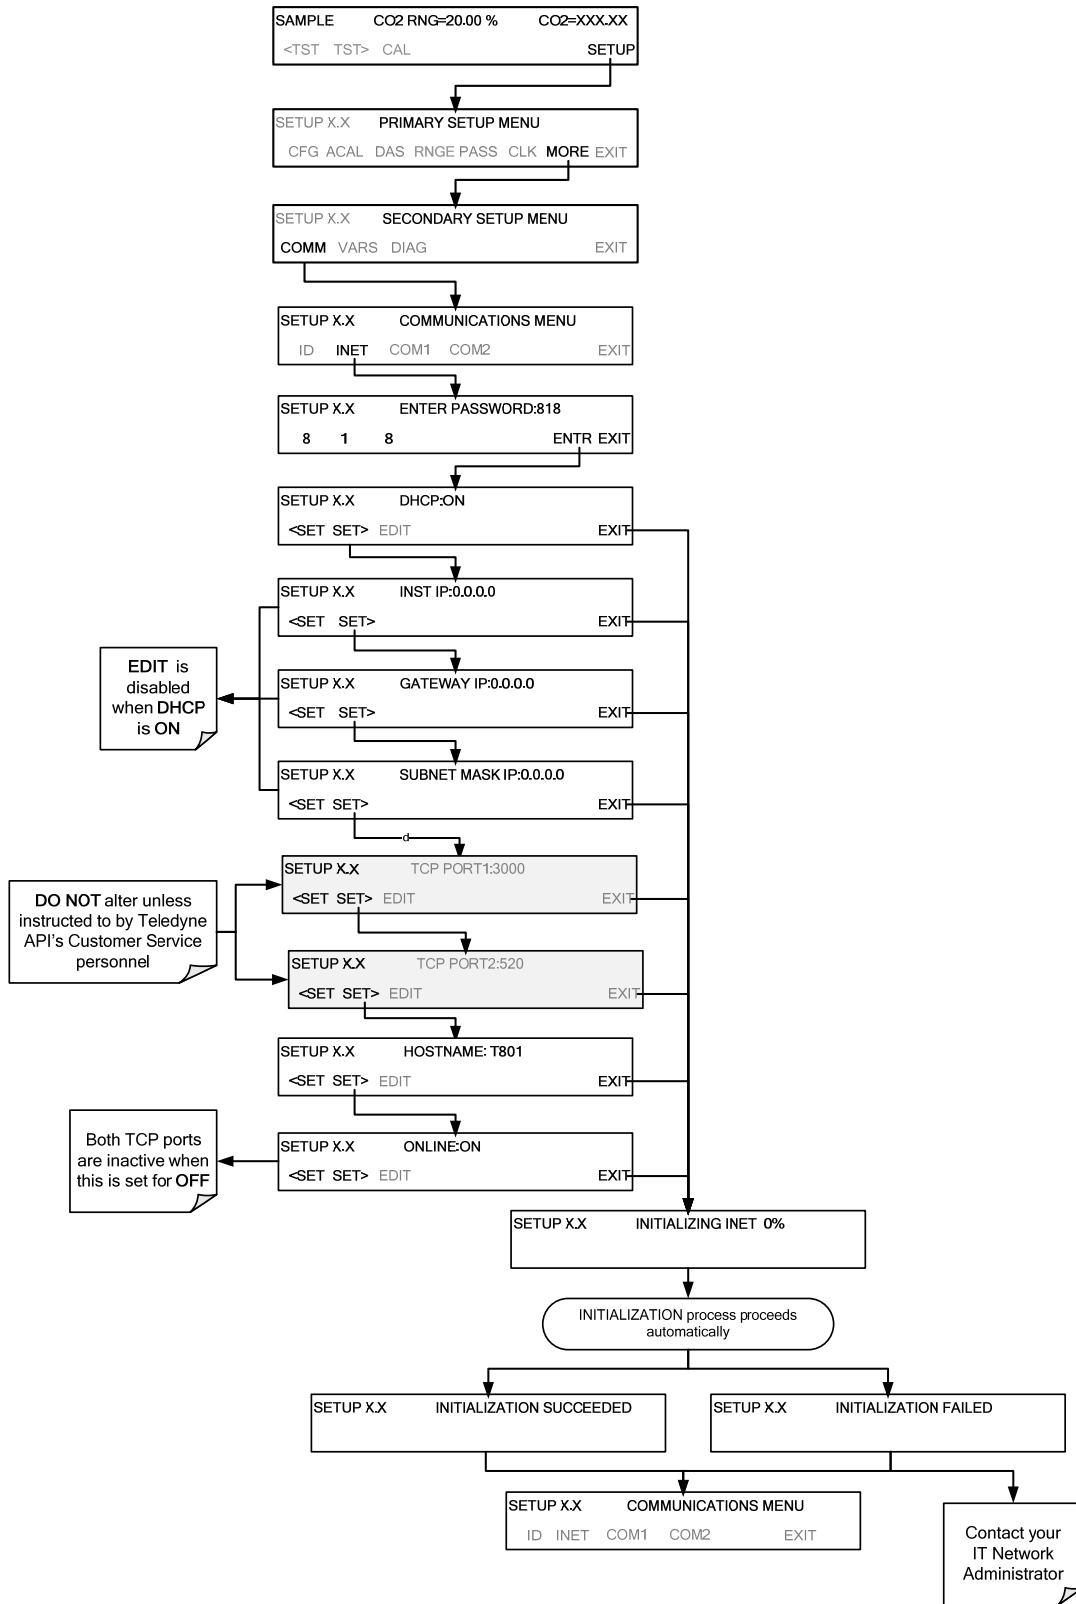 SAMPLE CO2 RNG=20.00 % CO2=XXX.XX
<TST TST> CAL SETUP
SETUP X.X PRIMARY SETUP MENU
CFG ACAL DAS RNGE PASS CLK MORE EXIT
SETUP X.X SECONDARY SETUP MENU
COMM VARS DIAG EXIT
SETUP X.X COMMUNICATIONS MENU
ID INET COM1 COM2 EXIT
SETUP X.X ENTER PASSWORD:818
8 1 8 ENTR EXIT
SETUP X.X DHCP:ON
<SET SET> EDIT EXIT
SETUP X.X INST IP:0.0.0.0
<SET SET> EXIT
EDIT is
disabled
when DHCP
is ON
SETUP X.X GATEWAY IP:0.0.0.0
<SET SET> EXIT
SETUP X.X SUBNET MASK IP:0.0.0.0
<SET SET> EXIT
d
SETUP X.X TCP PORT1:3000
<SET SET> EDIT EXIT
DO NOT alter unless
instructed to by Teledyne
API's Customer Service
personnel
SETUP X.X TCP PORT2:520
<SET SET> EDIT EXIT
SETUP X.X HOSTNAME: T801
<SET SET> EDIT EXIT
SETUP X.X ONLINE:ON
<SET SET> EDIT EXIT
Both TCP ports
are inactive when
this is set for OFF
SETUP X.X INITIALIZING INET 0%
INITIALIZATION process proceeds
automatically
SETUP X.X INITIALIZATION SUCCEEDED
SETUP X.X INITIALIZATION FAILED
SETUP X.X COMMUNICATIONS MENU
ID INET COM1 COM2 EXIT
Contact your
IT Network
Administrator